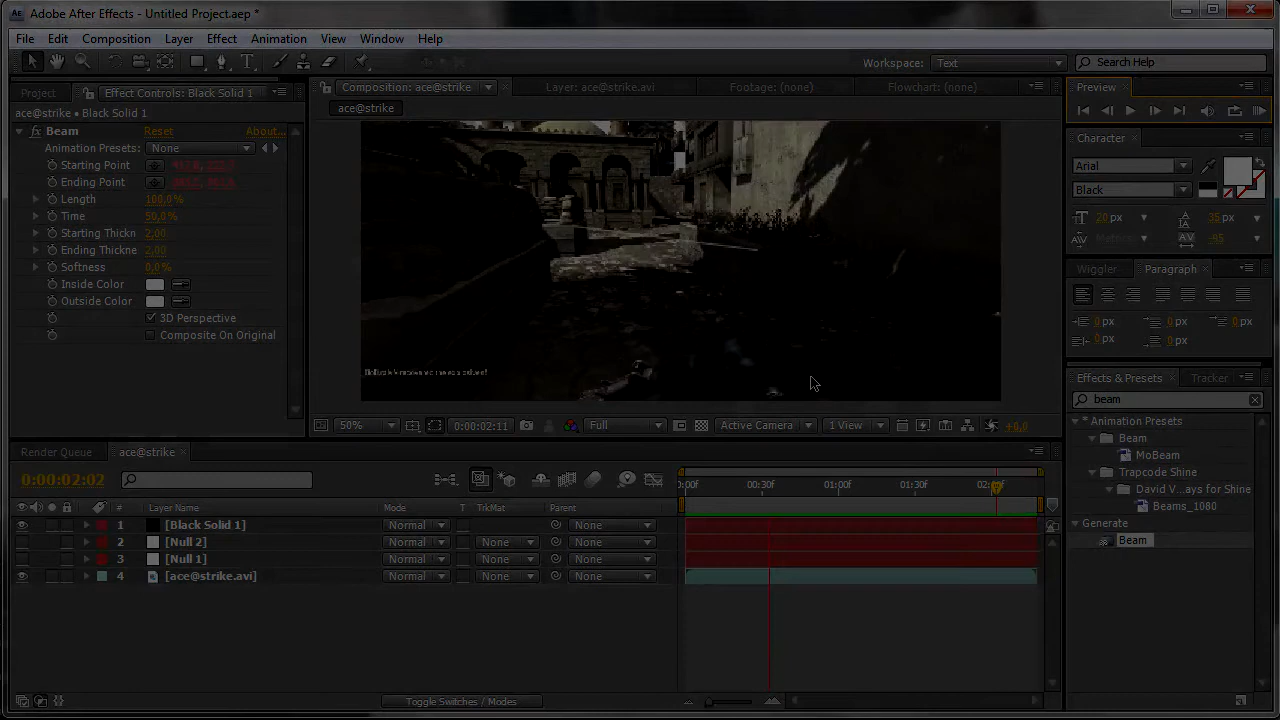 Adobe After Effects - Untitled Project.aep *
File Edit Composition Layer Effect Animation View Window Help
Workspace: Text Search Help
Project Effect Controls: Black Solid 1
Composition: ace@strike Layer: ace@strike.avi Footage: (none) Flowchart: (none)
Preview
ace@strike • Black Solid 1
ace@strike
fx Beam Reset About...
Animation Presets: None
Starting Point
Ending Point
Length 100,0%
Time 50,0%
Starting Thickn 2,00
Ending Thickne 2,00
Softness 0,0%
Inside Color
Outside Color
3D Perspective
Composite On Original
Character
Arial
Black
20 px 35 px
Metrics -45
Wiggler Paragraph
0 px 0 px 0 px
0 px 0 px
Effects & Presets Tracker
beam
* Animation Presets
Beam
MoBeam
Trapcode Shine
David V...ays for Shine
Beams_1080
Generate
Beam
50% 0:00:02:11 Full Active Camera 1 View +0,0
Render Queue ace@strike
0:00:02:02
:00f 00:30f 01:00f 01:30f 02:00f
# Layer Name Mode T TrkMat Parent
1 [Black Solid 1] Normal None
2 [Null 2] Normal None None
3 [Null 1] Normal None None
4 [ace@strike.avi] Normal None None
Toggle Switches / Modes